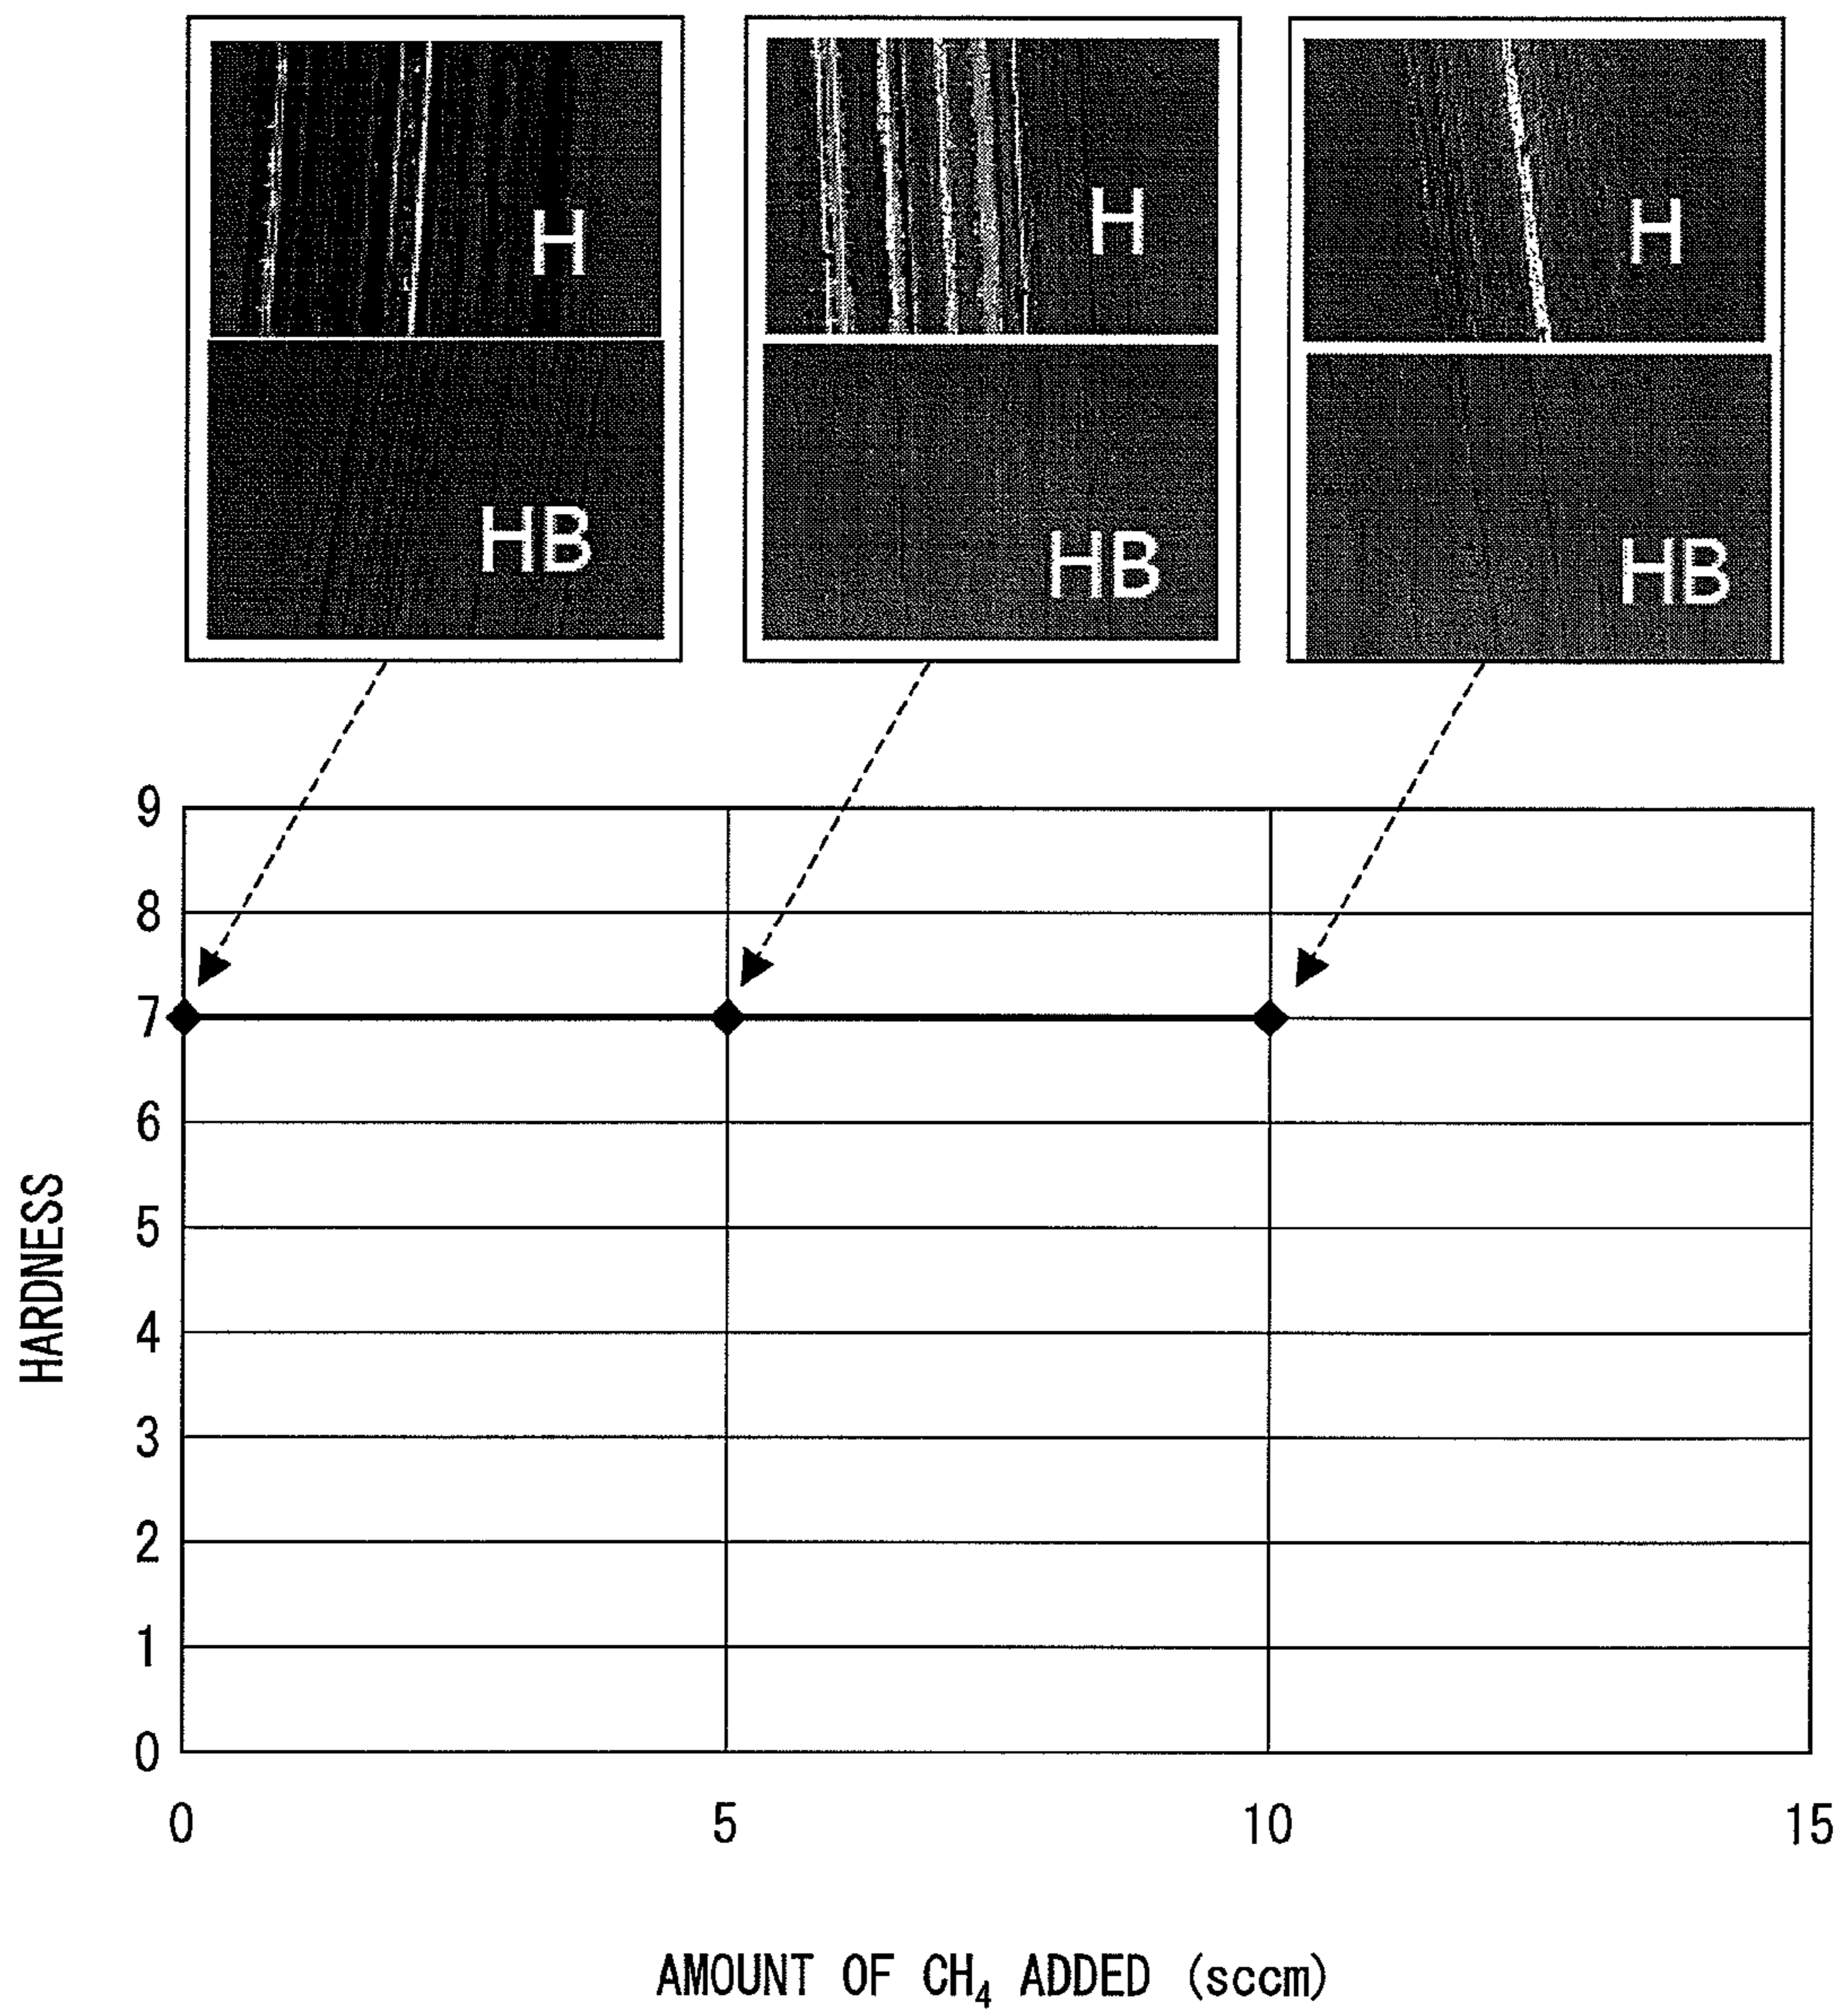 H
H
H
HB
HB
HB
9
8
7
6
5
4
3
2
1
0
HARDNESS
0 5 10 15
AMOUNT OF CH₄ ADDED (sccm)